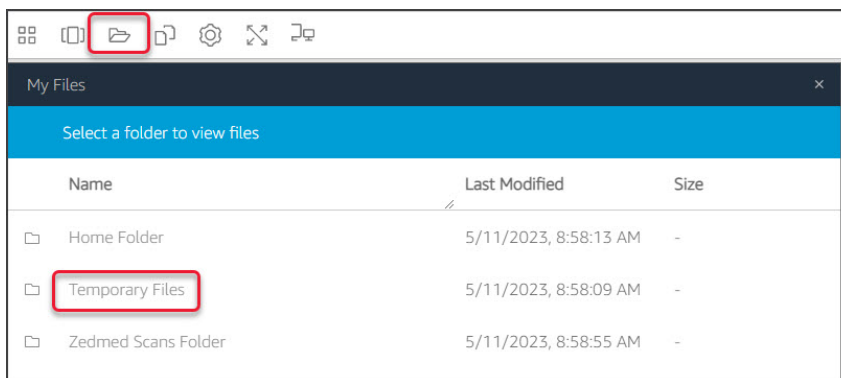 My Files
Select a folder to view files
Name Last Modified Size
Home Folder 5/11/2023, 8:58:13 AM -
Temporary Files 5/11/2023, 8:58:09 AM -
Zedmed Scans Folder 5/11/2023, 8:58:55 AM -